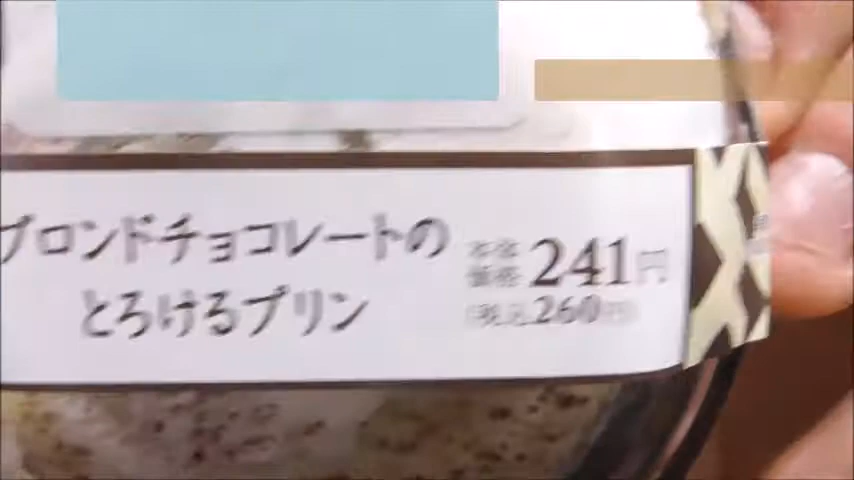 ブロンドチョコレートの
とろけるプリン
本体
価格 241円
(税込260円)